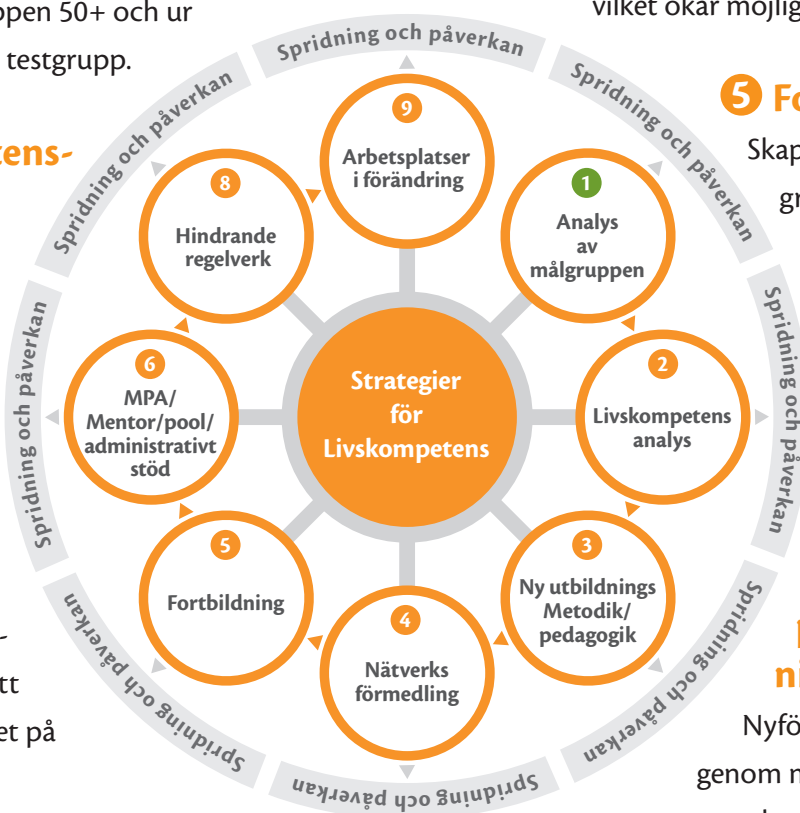 ppen 50+ och ur
testgrupp.
tens-
vilket ökar möjlig
5 Fo
Skap
gr
Spridning och påverkan
Spridning och påverkan
Spridning och påverkan
Spridning och påverkan
Spridning och påverkan
Spridning och påverkan
Spridning och påverkan
Spridning och påverkan
9
Arbetsplatser
i förändring
1
Analys
av
målgruppen
2
Livskompetens
analys
3
Ny utbildnings
Metodik/
pedagogik
4
Nätverks
förmedling
5
Fortbildning
6
MPA/
Mentor/pool/
administrativt
stöd
8
Hindrande
regelverk
Strategier
för
Livskompetens
-
tt
et på
ni
Nyfö
genom n